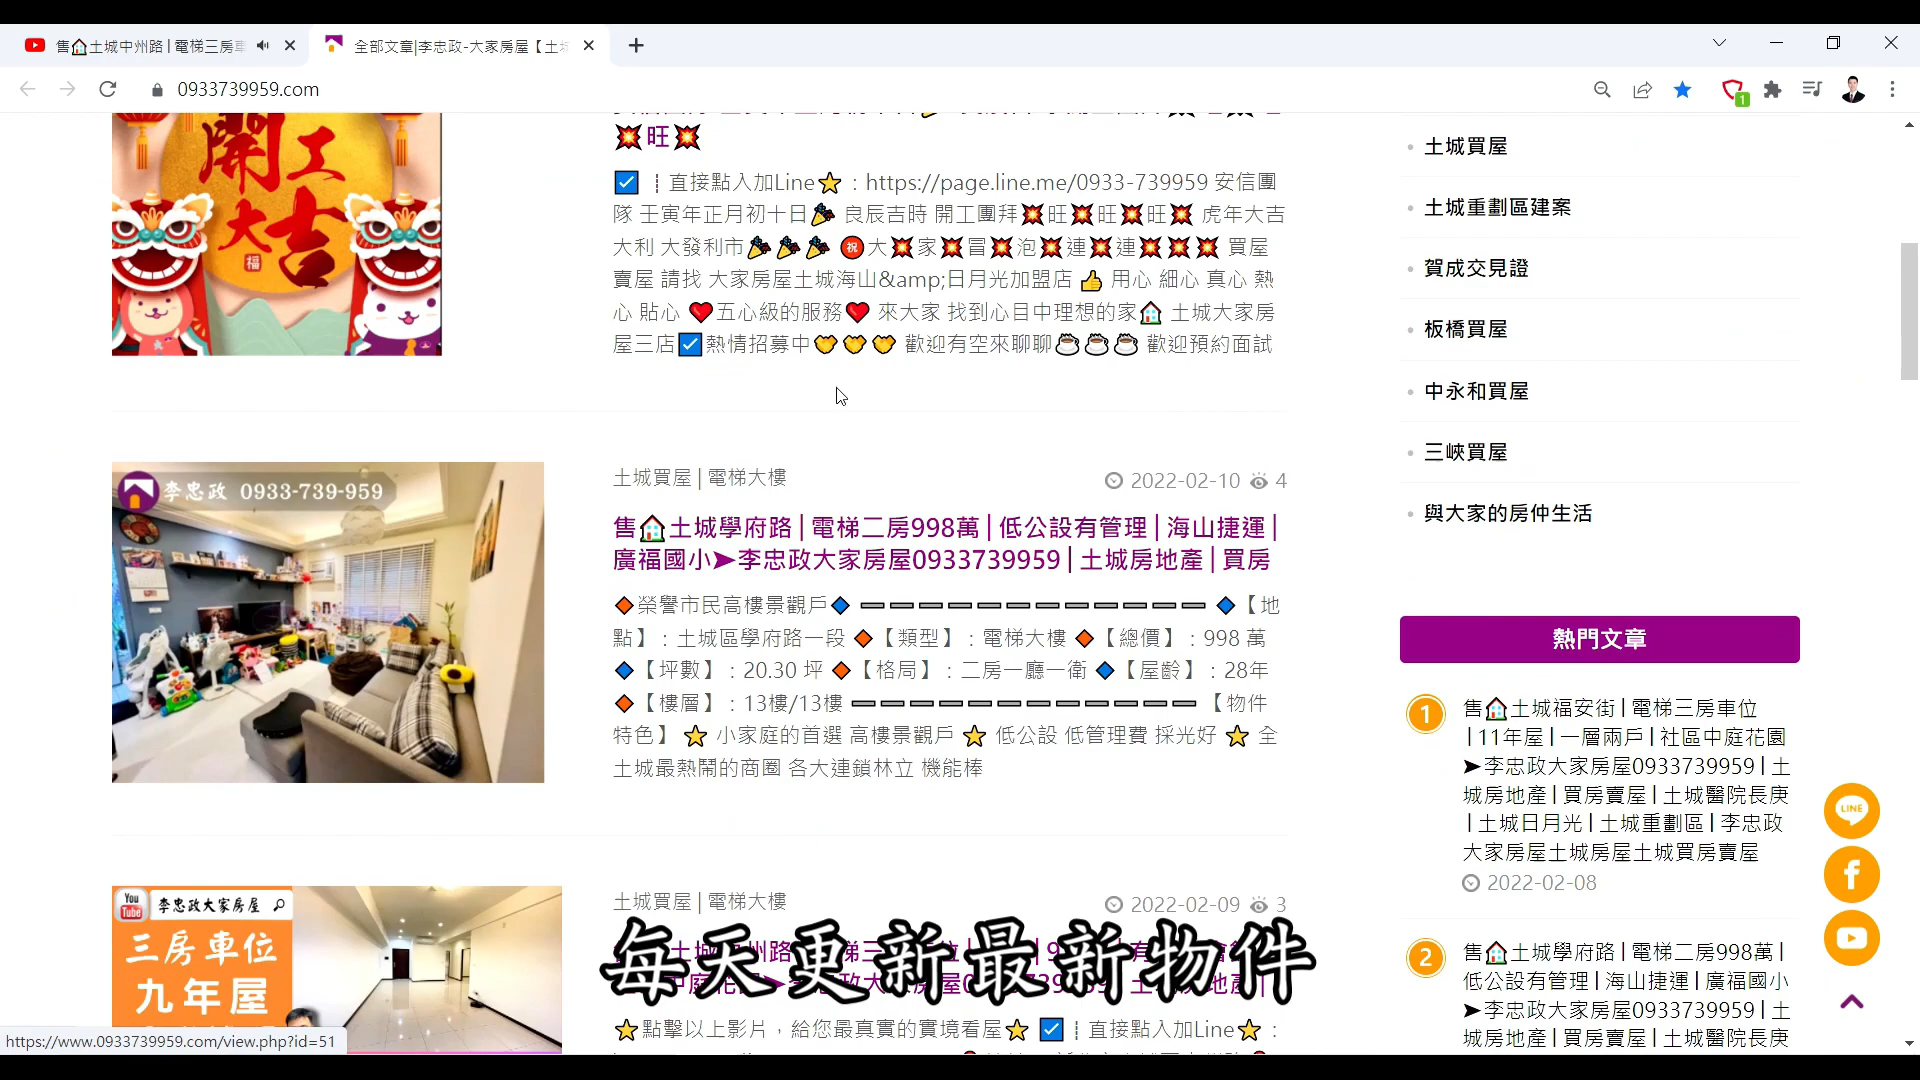 售🏠土城中州路 | 電梯三房車
全部文章|李忠政-大家房屋【土城
0933739959.com
開工
大吉
福
💥旺💥
☑️┆直接點入加Line⭐：https://page.line.me/0933-739959 安信團
隊 壬寅年正月初十日🎉 良辰吉時 開工團拜💥旺💥旺💥旺💥 虎年大吉
大利 大發利市🎉🎉🎉 ㊗️大💥家💥冒💥泡💥連💥連💥💥💥 買屋
賣屋 請找 大家房屋土城海山&amp;日月光加盟店 👍 用心 細心 真心 熱
心 貼心 ❤️五心級的服務❤️ 來大家 找到心目中理想的家🏠 土城大家房
屋三店☑️熱情招募中🤝🤝🤝 歡迎有空來聊聊☕☕☕ 歡迎預約面試
李忠政 0933-739-959
土城買屋 | 電梯大樓
2022-02-10 4
售🏠土城學府路 | 電梯二房998萬 | 低公設有管理 | 海山捷運 |
廣福國小➤李忠政大家房屋0933739959 | 土城房地產 | 買房
🔶榮譽市民高樓景觀戶🔷 ➖➖➖➖➖➖➖➖➖➖➖➖ 🔷【地
點】：土城區學府路一段 🔶【類型】：電梯大樓 🔶【總價】：998 萬
🔷【坪數】：20.30 坪 🔶【格局】：二房一廳一衛 🔷【屋齡】：28年
🔶【樓層】：13樓/13樓 ➖➖➖➖➖➖➖➖➖➖➖➖ 【物件
特色】 ⭐ 小家庭的首選 高樓景觀戶 ⭐ 低公設 低管理費 採光好 ⭐ 全
土城最熱鬧的商圈 各大連鎖林立 機能棒
You Tube 李忠政大家房屋
三房車位
九年屋
土城買屋 | 電梯大樓
2022-02-09 3
每天更新最新物件
⭐點擊以上影片，給您最真實的實境看屋⭐ ☑️┆直接點入加Line⭐：
https://www.0933739959.com/view.php?id=51
土城買屋
土城重劃區建案
賀成交見證
板橋買屋
中永和買屋
三峽買屋
與大家的房仲生活
熱門文章
1
售🏠土城福安街 | 電梯三房車位
| 11年屋 | 一層兩戶 | 社區中庭花園
➤李忠政大家房屋0933739959 | 土
城房地產 | 買房賣屋 | 土城醫院長庚
| 土城日月光 | 土城重劃區 | 李忠政
大家房屋土城房屋土城買房賣屋
2022-02-08
2
售🏠土城學府路 | 電梯二房998萬 |
低公設有管理 | 海山捷運 | 廣福國小
➤李忠政大家房屋0933739959 | 土
城房地產 | 買房賣屋 | 土城醫院長庚
LINE